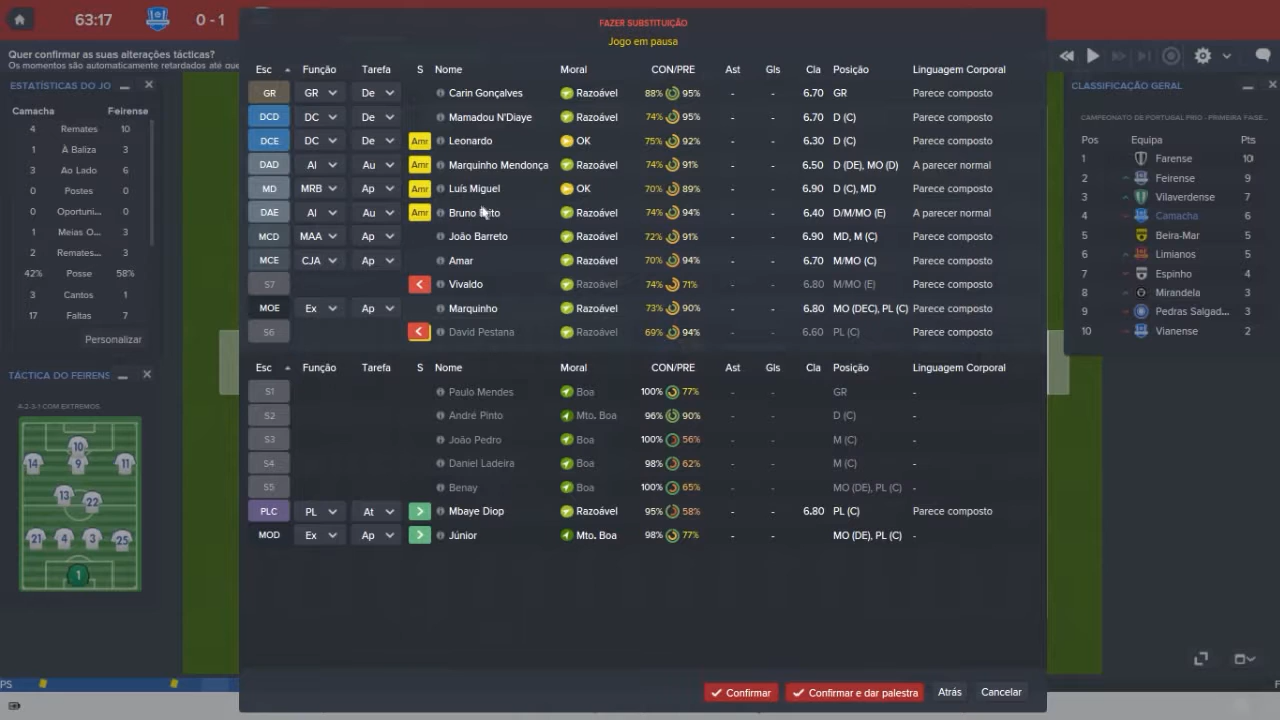 63:17
0 - 1
Quer confirmar as suas alterações tácticas?
Os momentos são automaticamente retardados até que
FAZER SUBSTITUIÇÃO
Jogo em pausa
ESTATÍSTICAS DO JO
Camacha Feirense
4 Remates 10
1 À Baliza 3
3 Ao Lado 6
0 Postes 0
0 Oportuni... 0
1 Meias O... 3
2 Remates... 3
42% Posse 58%
3 Cantos 1
17 Faltas 7
Personalizar
TÁCTICA DO FEIRENS
4-2-3-1 COM EXTREMOS
10
14 9 11
13 22
21 4 3 25
1
Esc Função Tarefa S Nome Moral CON/PRE Ast Gls Cla Posição Linguagem Corporal
GR GR De Carin Gonçalves Razoável 88% 95% - - 6.70 GR Parece composto
DCD DC De Mamadou N'Diaye Razoável 74% 95% - - 6.70 D (C) Parece composto
DCE DC De Amr Leonardo OK 75% 92% - - 6.30 D (C) Parece composto
DAD Al Au Amr Marquinho Mendonça Razoável 74% 91% - - 6.50 D (DE), MO (D) A parecer normal
MD MRB Ap Amr Luís Miguel OK 70% 89% - - 6.90 D (C), MD Parece composto
DAE Al Au Amr Bruno Razoável 74% 94% - - 6.40 D/M/MO (E) A parecer normal
MCD MAA Ap João Barreto Razoável 72% 91% - - 6.90 MD, M (C) Parece composto
MCE CJA Ap Amar Razoável 70% 94% - - 6.70 M/MO (C) Parece composto
S7 Vivaldo Razoável 74% 71% - - 6.80 M/MO (E) Parece composto
MOE Ex Ap Marquinho Razoável 73% 90% - - 6.80 MO (DEC), PL (C) Parece composto
S6 David Pestana Razoável 69% 94% - - 6.60 PL (C) Parece composto
Esc Função Tarefa S Nome Moral CON/PRE Ast Gls Cla Posição Linguagem Corporal
S1 Paulo Mendes Boa 100% 77% - - GR -
S2 André Pinto Mto. Boa 96% 90% - - D (C) -
S3 João Pedro Boa 100% 56% - - M (C) -
S4 Daniel Ladeira Boa 98% 62% - - M (C) -
S5 Benay Boa 100% 65% - - MO (DE), PL (C) -
PLC PL At Mbaye Diop Razoável 95% 58% - - 6.80 PL (C) Parece composto
MOD Ex Ap Júnior Mto. Boa 98% 77% - - MO (DE), PL (C) -
Confirmar Confirmar e dar palestra Atrás Cancelar
CLASSIFICAÇÃO GERAL
CAMPEONATO DE PORTUGAL PRIO - PRIMEIRA FASE...
Pos Equipa Pts
1 Farense 10
2 Feirense 9
3 Vilaverdense 7
4 Camacha 6
5 Beira-Mar 5
6 Limianos 5
7 Espinho 4
8 Mirandela 3
9 Pedras Salgad... 3
10 Vianense 2
PS
F